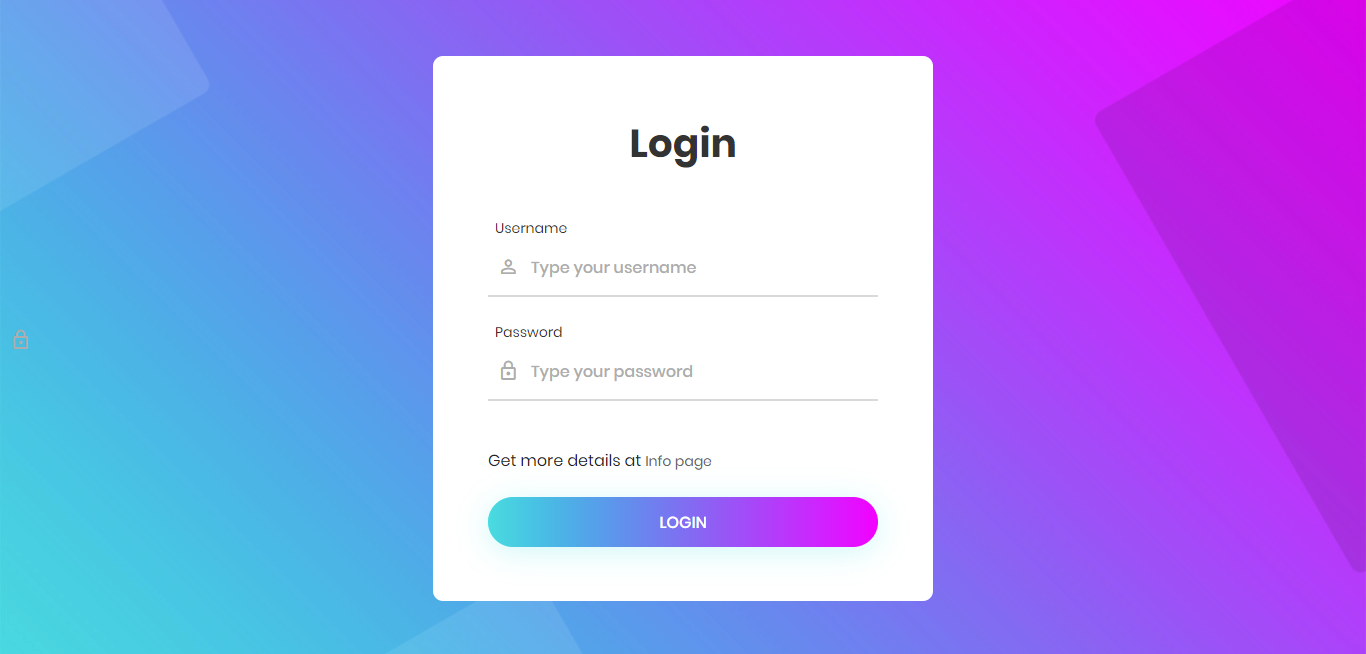 Login
Username
Type your username
Password
Type your password
Get more details at Info page
LOGIN